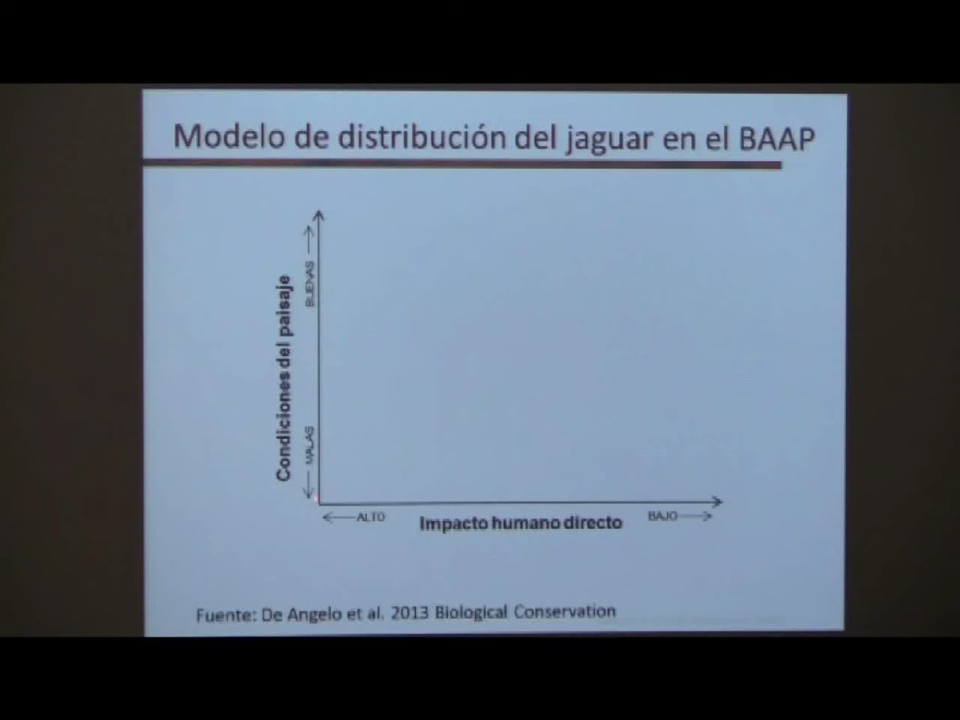 Modelo de distribución del jaguar en el BAAP
BUENAS
Condiciones del paisaje
MALAS
ALTO
Impacto humano directo
BAJO
Fuente: De Angelo et al. 2013 Biological Conservation